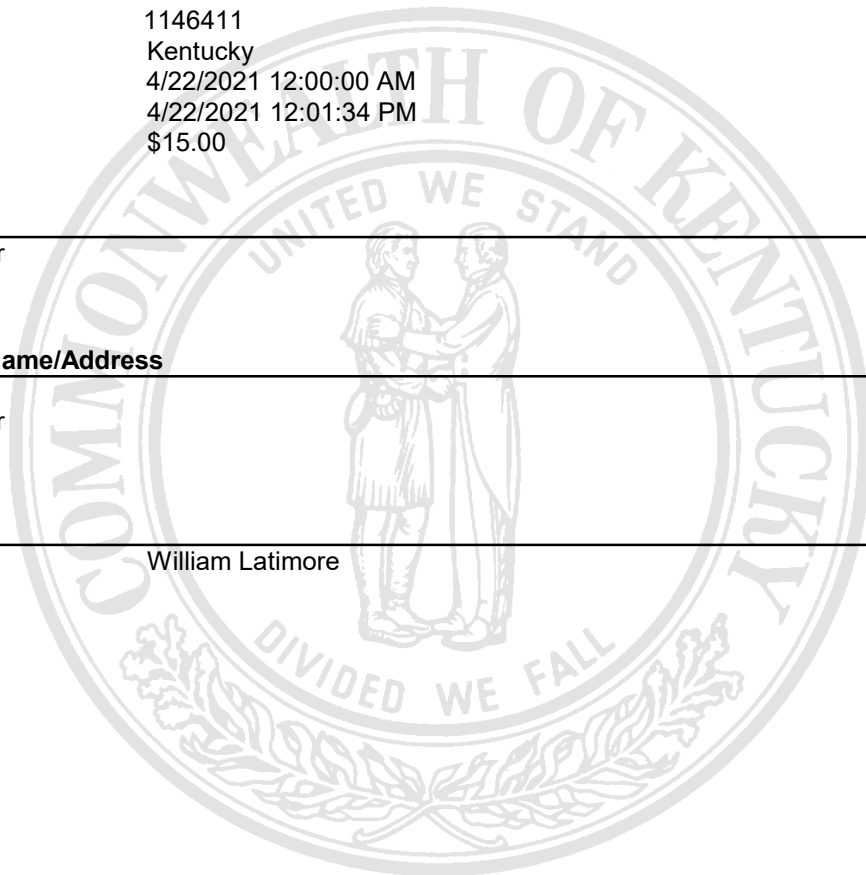 1146411
Kentucky
4/22/2021 12:00:00 AM
4/22/2021 12:01:34 PM
$15.00
COMMONWEALTH OF KENTUCKY
UNITED WE STAND
r
ame/Address
r
William Latimore
DIVIDED WE FALL